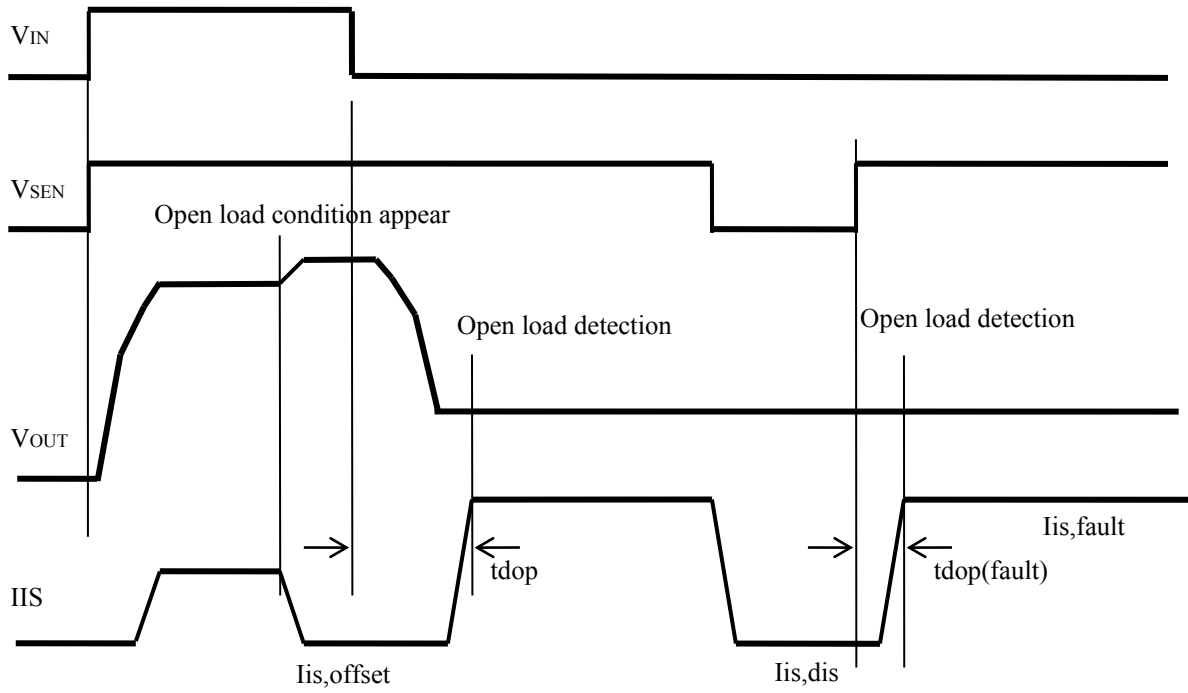 VIN
VSEN
Open load condition appear
Open load detection
Open load detection
VOUT
Iis,fault
tdop
tdop(fault)
IIS
Iis,offset
Iis,dis